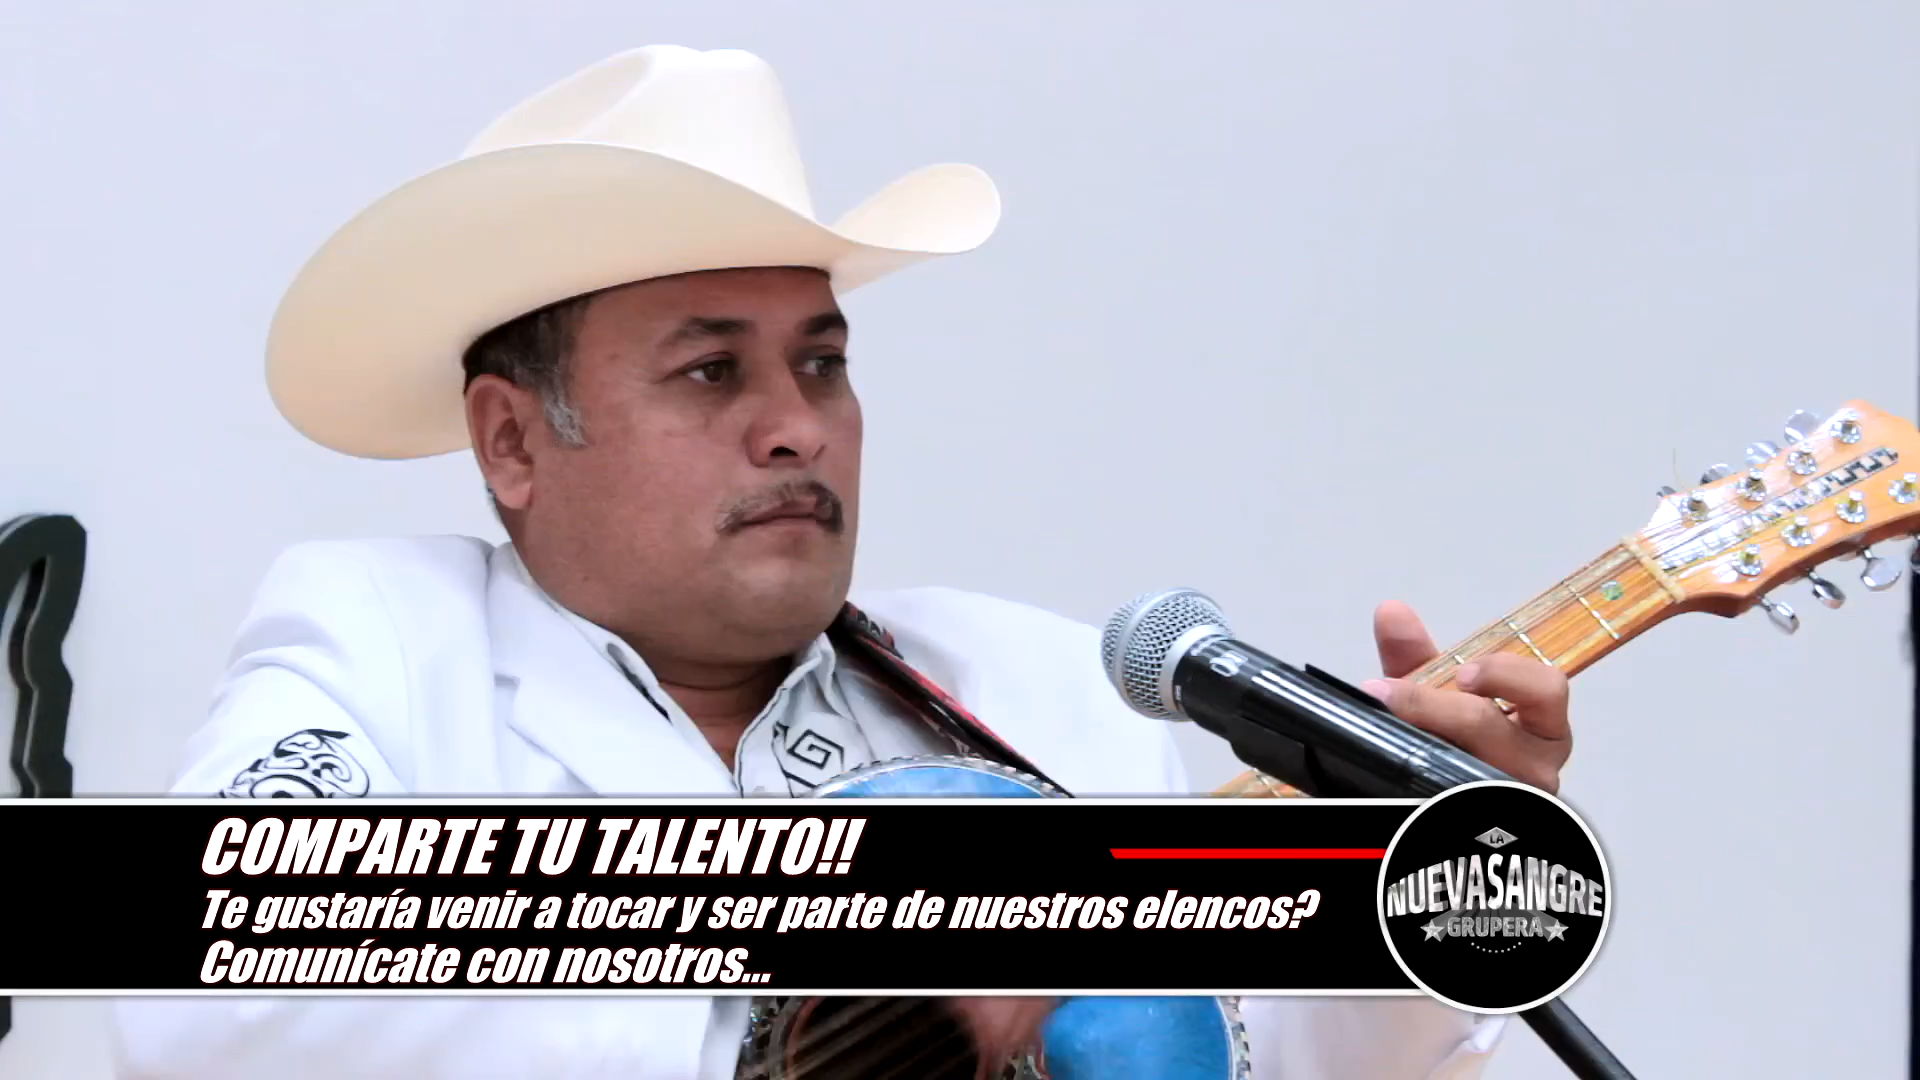 COMPARTE TU TALENTO!!
Te gustaría venir a tocar y ser parte de nuestros elencos?
Comunícate con nosotros...
LA
NUEVASANGRE
GRUPERA